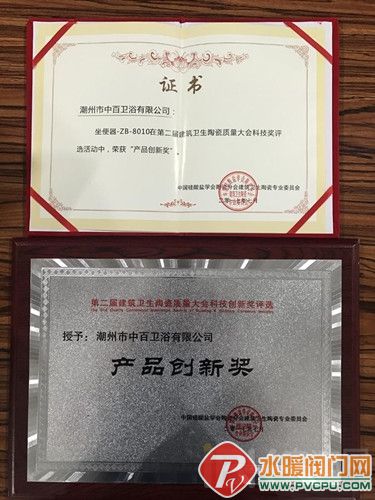 证书
潮州市中百卫浴有限公司：
坐便器-ZB-8010在第二届建筑卫生陶瓷质量大会科技奖评
选活动中，荣获“产品创新奖”。
中国硅酸盐学会陶瓷分会建筑卫生陶瓷专业委员会
第二届建筑卫生陶瓷质量大会科技创新奖评选
授予：潮州市中百卫浴有限公司
产品创新奖
中国硅酸盐学会陶瓷分会建筑卫生陶瓷专业委员会
水暖阀门网
www.PVCPU.com